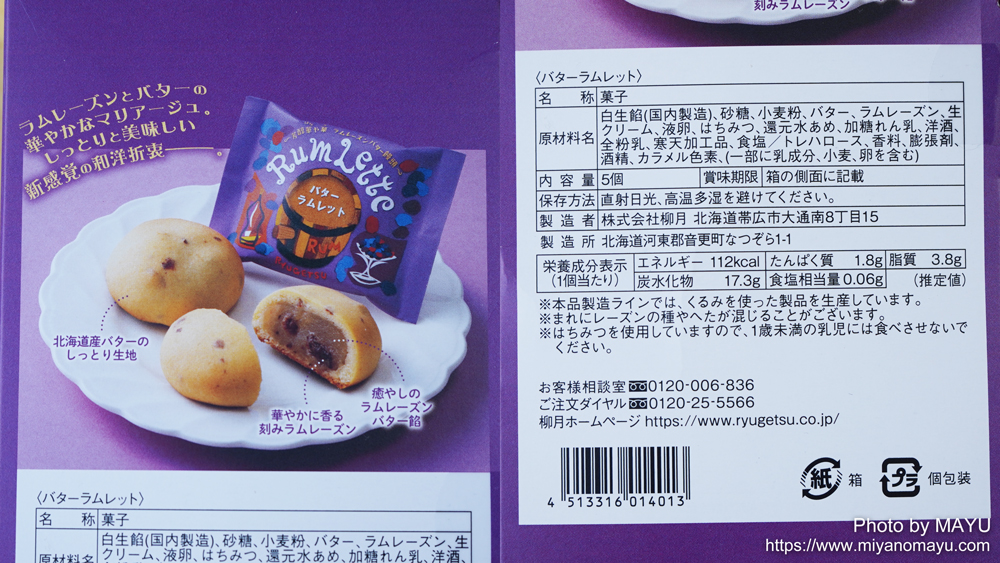 ラムレーズンとバターの
華やかなマリアージュ。
しっとりと美味しい
新感覚の和洋折衷――。
Rum Lette
バター
ラムレット
RUM
RYUGETSU
北海道産バターの
しっとり生地
華やかに香る
刻みラムレーズン
癒やしの
ラムレーズン
バター餡
〈バターラムレット〉
名 称 菓子
原材料名 白生餡(国内製造)、砂糖、小麦粉、バター、ラムレーズン、生
クリーム、液卵、はちみつ、還元水あめ、加糖れん乳、洋酒、
刻みラムレーズン
〈バターラムレット〉
名 称 菓子
原材料名 白生餡(国内製造)、砂糖、小麦粉、バター、ラムレーズン、生
クリーム、液卵、はちみつ、還元水あめ、加糖れん乳、洋酒、
全粉乳、寒天加工品、食塩/トレハロース、香料、膨張剤、
酒精、カラメル色素、(一部に乳成分、小麦、卵を含む)
内 容 量 5個 賞味期限 箱の側面に記載
保存方法 直射日光、高温多湿を避けてください。
製 造 者 株式会社柳月 北海道帯広市大通南8丁目15
製 造 所 北海道河東郡音更町なつぞら1-1
栄養成分表示 (1個当たり) エネルギー 112kcal たんぱく質 1.8g 脂質 3.8g
炭水化物 17.3g 食塩相当量 0.06g (推定値)
※本品製造ラインでは、くるみを使った製品を生産しています。
※まれにレーズンの種やへたが混じることがございます。
※はちみつを使用していますので、1歳未満の乳児には食べさせないで
ください。
お客様相談室 0120-006-836
ご注文ダイヤル 0120-25-5566
柳月ホームページ https://www.ryugetsu.co.jp/
4 513316 014013
紙 箱 プラ 個包装
Photo by MAYU
https://www.miyanomayu.com/